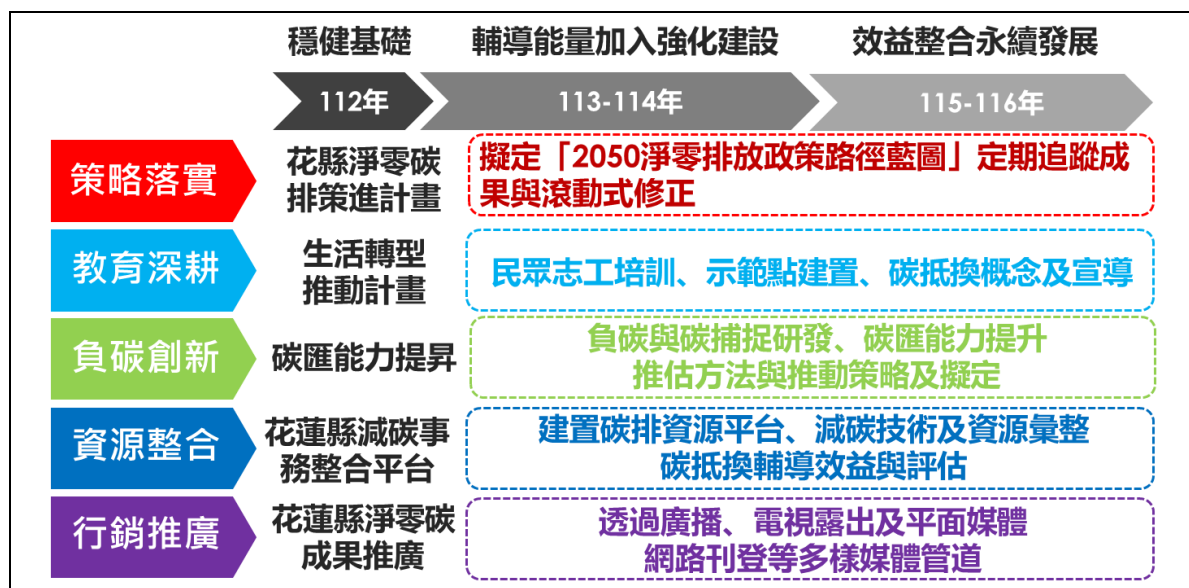 穩健基礎
輔導能量加入強化建設
效益整合永續發展
112年
113-114年
115-116年
策略落實
花縣淨零碳
排策進計畫
擬定「2050淨零排放政策路徑藍圖」定期追蹤成
果與滾動式修正
教育深耕
生活轉型
推動計畫
民眾志工培訓、示範點建置、碳抵換概念及宣導
負碳創新
碳匯能力提昇
負碳與碳捕捉研發、碳匯能力提升
推估方法與推動策略及擬定
資源整合
花蓮縣減碳事
務整合平台
建置碳排資源平台、減碳技術及資源彙整
碳抵換輔導效益與評估
行銷推廣
花蓮縣淨零碳
成果推廣
透過廣播、電視露出及平面媒體
網路刊登等多樣媒體管道